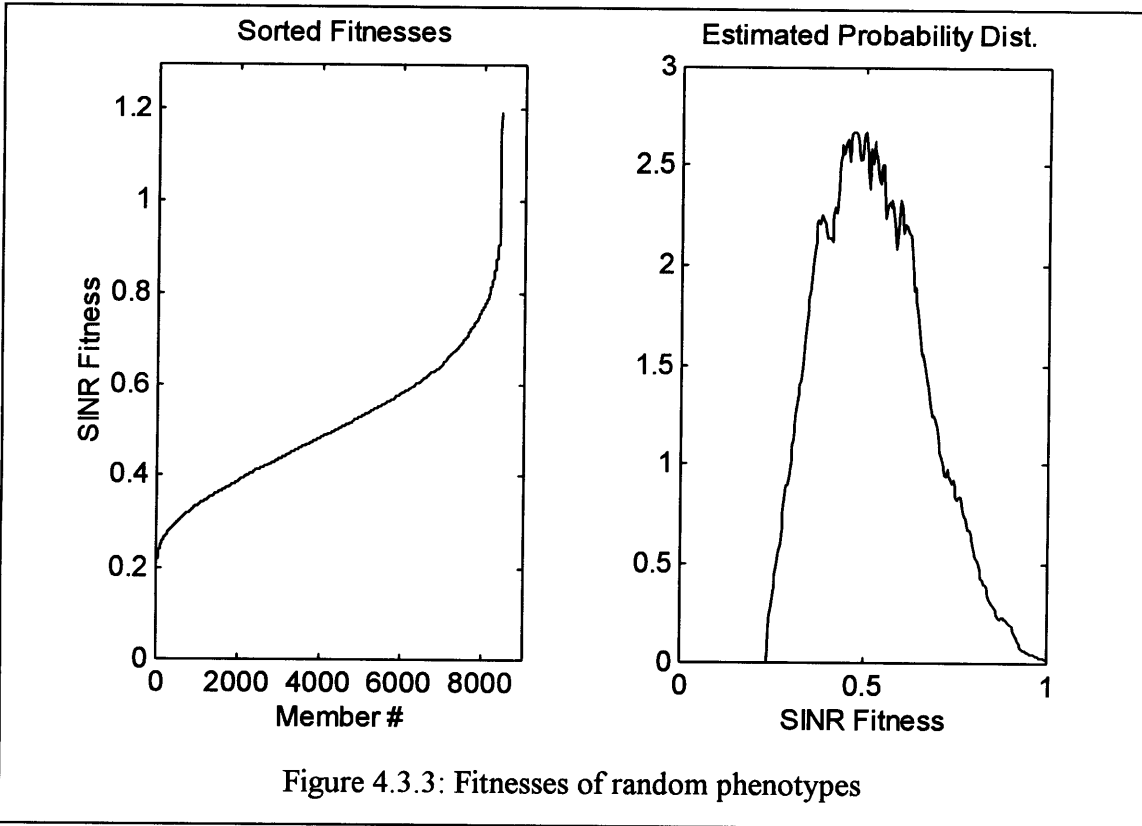 Sorted Fitnesses
1.2
1
0.8
0.6
0.4
0.2
0
SINR Fitness
0 2000 4000 6000 8000
Member #
Estimated Probability Dist.
3
2.5
2
1.5
1
0.5
0
0 0.5 1
SINR Fitness
Figure 4.3.3: Fitnesses of random phenotypes